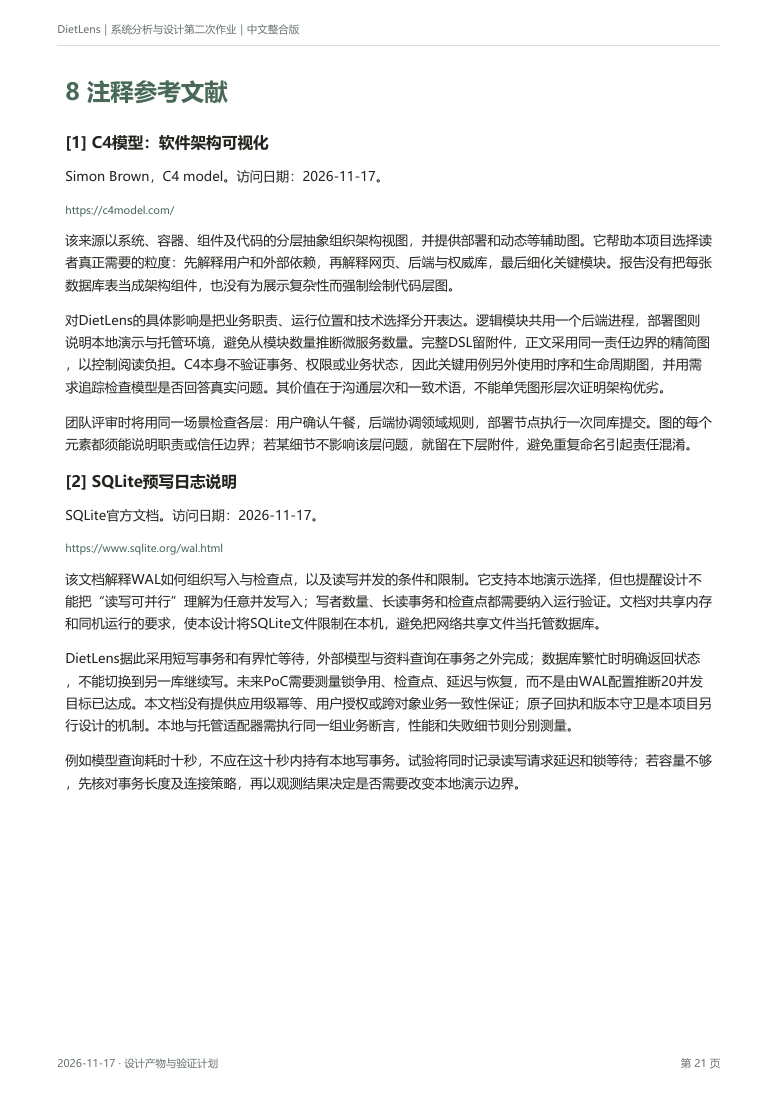 DietLens | 系统分析与设计第二次作业 | 中文整合版
8 注释参考文献
[1] C4模型：软件架构可视化
Simon Brown，C4 model。访问日期：2026-11-17。
https://c4model.com/
该来源以系统、容器、组件及代码的分层抽象组织架构视图，并提供部署和动态等辅助图。它帮助本项目选择读
者真正需要的粒度：先解释用户和外部依赖，再解释网页、后端与权威库，最后细化关键模块。报告没有把每张
数据库表当成架构组件，也没有为展示复杂性而强制绘制代码层图。
对DietLens的具体影响是把业务职责、运行位置和技术选择分开表达。逻辑模块共用一个后端进程，部署图则
说明本地演示与托管环境，避免从模块数量推断微服务数量。完整DSL留附件，正文采用同一责任边界的精简图
，以控制阅读负担。C4本身不验证事务、权限或业务状态，因此关键用例另外使用时序和生命周期图，并用需
求追踪检查模型是否回答真实问题。其价值在于沟通层次和一致术语，不能单凭图形层次证明架构优劣。
团队评审时将用同一场景检查各层：用户确认午餐，后端协调领域规则，部署节点执行一次同库提交。图的每个
元素都须能说明职责或信任边界；若某细节不影响该层问题，就留在下层附件，避免重复命名引起责任混淆。
[2] SQLite预写日志说明
SQLite官方文档。访问日期：2026-11-17。
https://www.sqlite.org/wal.html
该文档解释WAL如何组织写入与检查点，以及读写并发的条件和限制。它支持本地演示选择，但也提醒设计不
能把“读写可并行”理解为任意并发写入；写者数量、长读事务和检查点都需要纳入运行验证。文档对共享内存
和同机运行的要求，使本设计将SQLite文件限制在本机，避免把网络共享文件当托管数据库。
DietLens据此采用短写事务和有界忙等待，外部模型与资料查询在事务之外完成；数据库繁忙时明确返回状态
，不能切换到另一库继续写。未来PoC需要测量锁争用、检查点、延迟与恢复，而不是由WAL配置推断20并发
目标已达成。本文档没有提供应用级幂等、用户授权或跨对象业务一致性保证；原子回执和版本守卫是本项目另
行设计的机制。本地与托管适配器需执行同一组业务断言，性能和失败细节则分别测量。
例如模型查询耗时十秒，不应在这十秒内持有本地写事务。试验将同时记录读写请求延迟和锁等待；若容量不够
，先核对事务长度及连接策略，再以观测结果决定是否需要改变本地演示边界。
2026-11-17 · 设计产物与验证计划
第 21 页